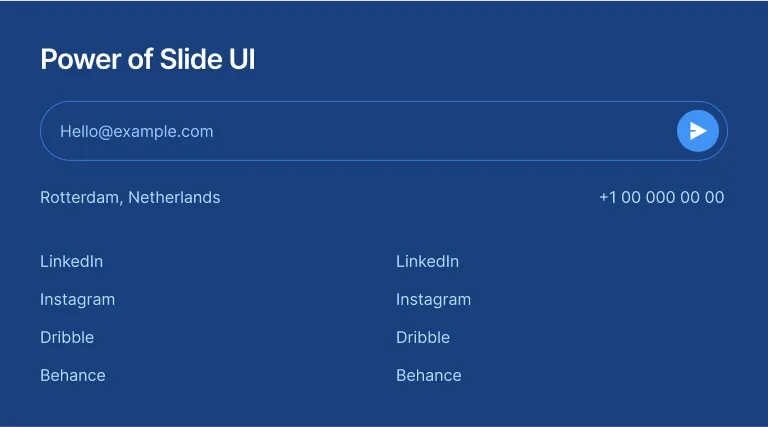 Power of Slide UI
Hello@example.com
Rotterdam, Netherlands +1 00 000 00 00
LinkedIn LinkedIn
Instagram Instagram
Dribble Dribble
Behance Behance